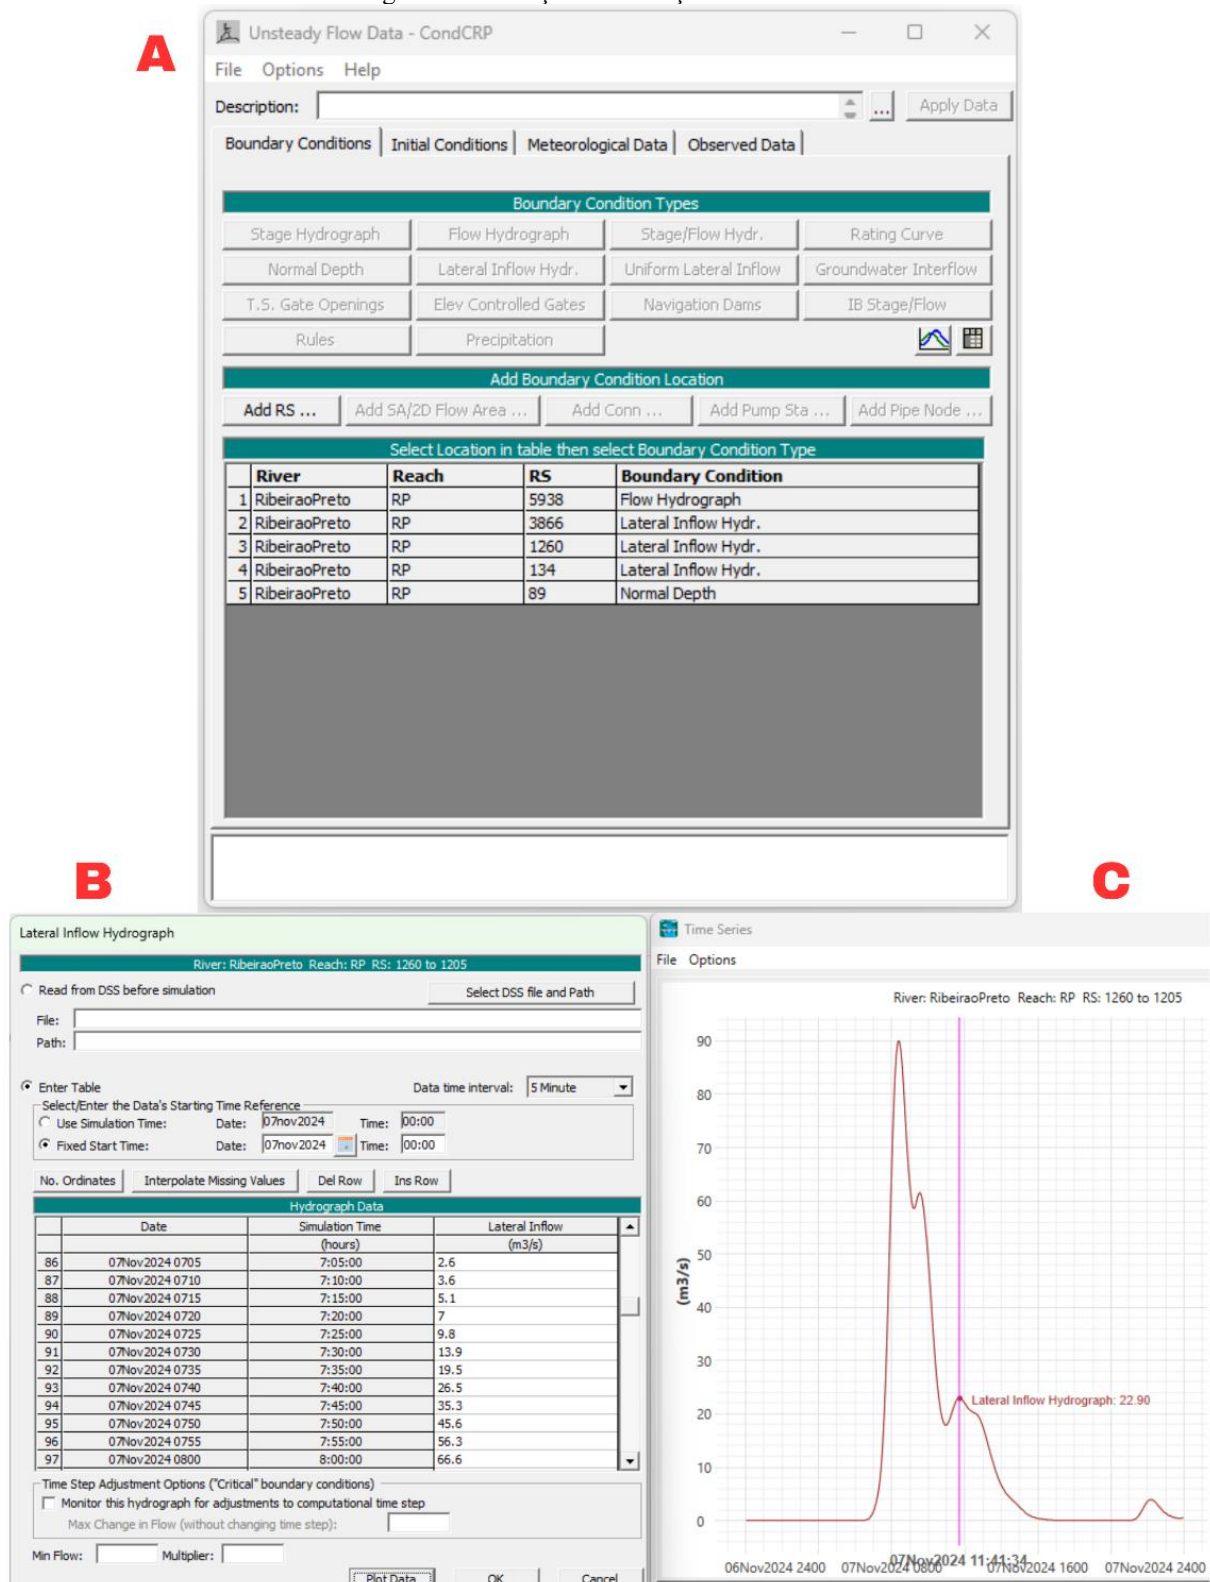 A
Unsteady Flow Data - CondCRP
File Options Help
Description: ... Apply Data
Boundary Conditions Initial Conditions Meteorological Data Observed Data
Boundary Condition Types
Stage Hydrograph Flow Hydrograph Stage/Flow Hydr. Rating Curve
Normal Depth Lateral Inflow Hydr. Uniform Lateral Inflow Groundwater Interflow
T.S. Gate Openings Elev Controlled Gates Navigation Dams IB Stage/Flow
Rules Precipitation
Add Boundary Condition Location
Add RS ... Add SA/2D Flow Area ... Add Conn ... Add Pump Sta ... Add Pipe Node ...
Select Location in table then select Boundary Condition Type
River Reach RS Boundary Condition
1 RibeiraoPreto RP 5938 Flow Hydrograph
2 RibeiraoPreto RP 3866 Lateral Inflow Hydr.
3 RibeiraoPreto RP 1260 Lateral Inflow Hydr.
4 RibeiraoPreto RP 134 Lateral Inflow Hydr.
5 RibeiraoPreto RP 89 Normal Depth
B
Lateral Inflow Hydrograph
River: RibeiraoPreto Reach: RP RS: 1260 to 1205
Read from DSS before simulation Select DSS file and Path
File:
Path:
Enter Table Data time interval: 5 Minute
Select/Enter the Data's Starting Time Reference
Use Simulation Time: Date: 07nov2024 Time: 00:00
Fixed Start Time: Date: 07nov2024 Time: 00:00
No. Ordinates Interpolate Missing Values Del Row Ins Row
Hydrograph Data
Date Simulation Time Lateral Inflow
(hours) (m3/s)
86 07Nov2024 0705 7:05:00 2.6
87 07Nov2024 0710 7:10:00 3.6
88 07Nov2024 0715 7:15:00 5.1
89 07Nov2024 0720 7:20:00 7
90 07Nov2024 0725 7:25:00 9.8
91 07Nov2024 0730 7:30:00 13.9
92 07Nov2024 0735 7:35:00 19.5
93 07Nov2024 0740 7:40:00 26.5
94 07Nov2024 0745 7:45:00 35.3
95 07Nov2024 0750 7:50:00 45.6
96 07Nov2024 0755 7:55:00 56.3
97 07Nov2024 0800 8:00:00 66.6
Time Step Adjustment Options ("Critical" boundary conditions)
Monitor this hydrograph for adjustments to computational time step
Max Change in Flow (without changing time step):
Min Flow: Multiplier:
Plot Data OK Cancel
C
Time Series
File Options
River: RibeiraoPreto Reach: RP RS: 1260 to 1205
90
80
70
60
50
40
30
20
10
0
(m3/s)
Lateral Inflow Hydrograph: 22.90
07Nov2024 11:41:34
06Nov2024 2400 07Nov2024 0800 07Nov2024 1600 07Nov2024 2400